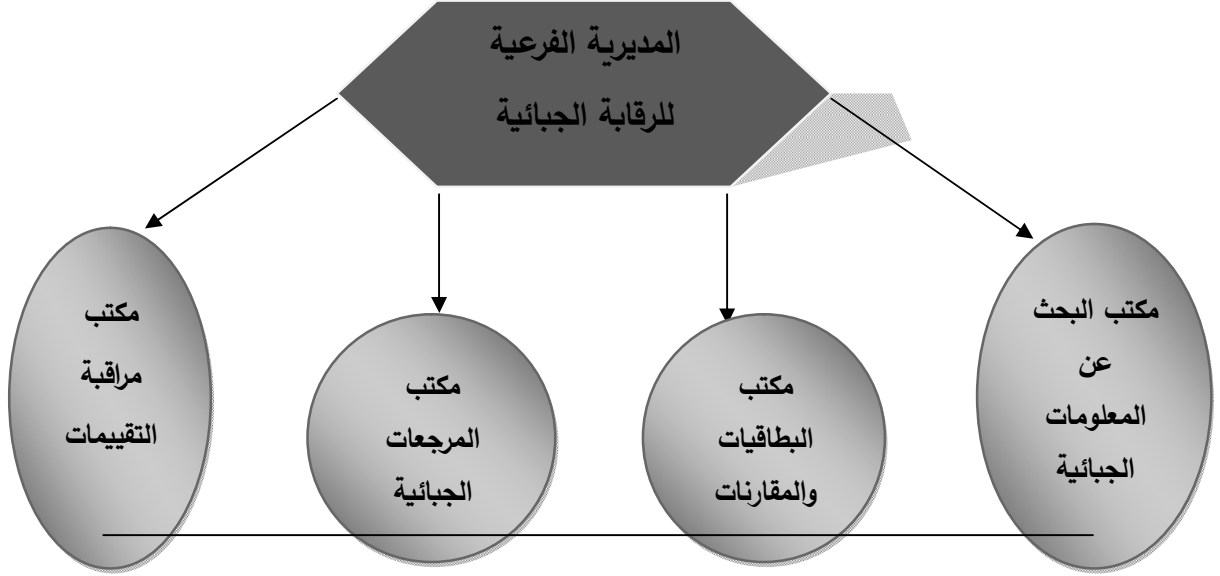 المديرية الفرعية
للرقابة الجبائية
مكتب البحث
عن
المعلومات
الجبائية
مكتب
البطاقيات
والمقارنات
مكتب
المرجعات
الجبائية
مكتب
مراقبة
التقييمات